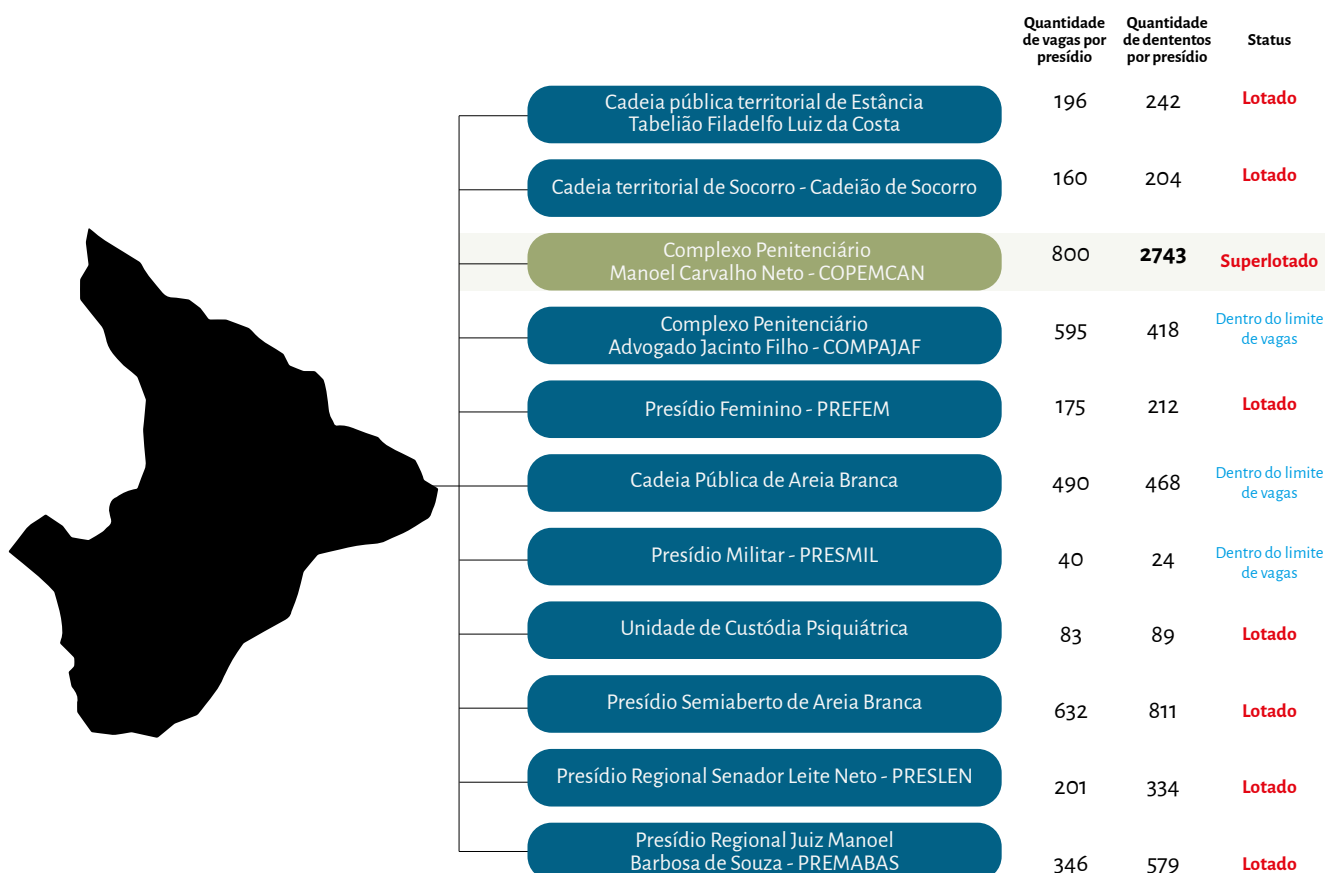 Quantidade
de vagas por
presídio
Quantidade
de dententos
por presídio
Status
Cadeia pública territorial de Estância
Tabelião Filadelfo Luiz da Costa
196
242
Lotado
Cadeia territorial de Socorro - Cadeião de Socorro
160
204
Lotado
Complexo Penitenciário
Manoel Carvalho Neto - COPEMCAN
800
2743
Superlotado
Complexo Penitenciário
Advogado Jacinto Filho - COMPAJAF
595
418
Dentro do limite
de vagas
Presídio Feminino - PREFEM
175
212
Lotado
Cadeia Pública de Areia Branca
490
468
Dentro do limite
de vagas
Presídio Militar - PRESMIL
40
24
Dentro do limite
de vagas
Unidade de Custódia Psiquiátrica
83
89
Lotado
Presídio Semiaberto de Areia Branca
632
811
Lotado
Presídio Regional Senador Leite Neto - PRESLEN
201
334
Lotado
Presídio Regional Juiz Manoel
Barbosa de Souza - PREMABAS
346
579
Lotado